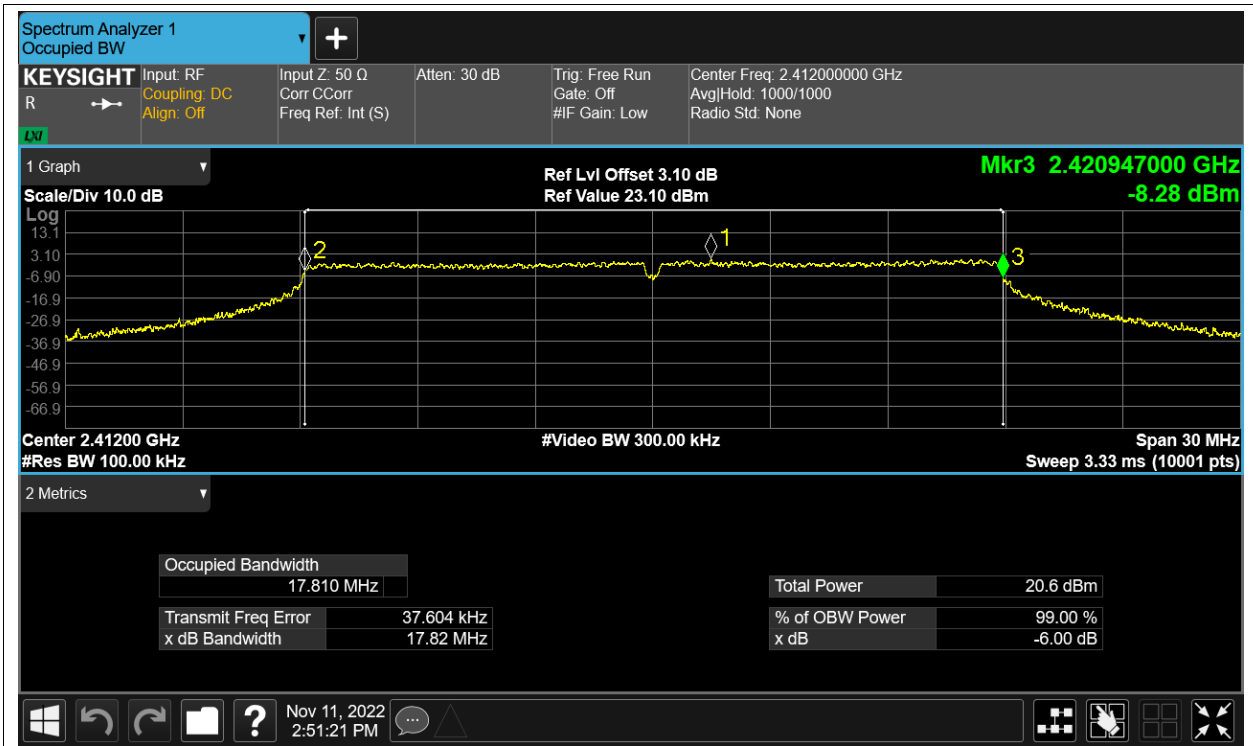 Spectrum Analyzer 1
Occupied BW
KEYSIGHT
R
LXI
Input: RF
Coupling: DC
Align: Off
Input Z: 50 Ω
Corr CCorr
Freq Ref: Int (S)
Atten: 30 dB
Trig: Free Run
Gate: Off
#IF Gain: Low
Center Freq: 2.412000000 GHz
Avg|Hold: 1000/1000
Radio Std: None
1 Graph
Scale/Div 10.0 dB
Ref Lvl Offset 3.10 dB
Ref Value 23.10 dBm
Mkr3 2.420947000 GHz
-8.28 dBm
Log
13.1
3.10
-6.90
-16.9
-26.9
-36.9
-46.9
-56.9
-66.9
2
1
3
Center 2.41200 GHz
#Res BW 100.00 kHz
#Video BW 300.00 kHz
Span 30 MHz
Sweep 3.33 ms (10001 pts)
2 Metrics
Occupied Bandwidth
17.810 MHz
Transmit Freq Error 37.604 kHz
x dB Bandwidth 17.82 MHz
Total Power 20.6 dBm
% of OBW Power 99.00 %
x dB -6.00 dB
?
Nov 11, 2022
2:51:21 PM